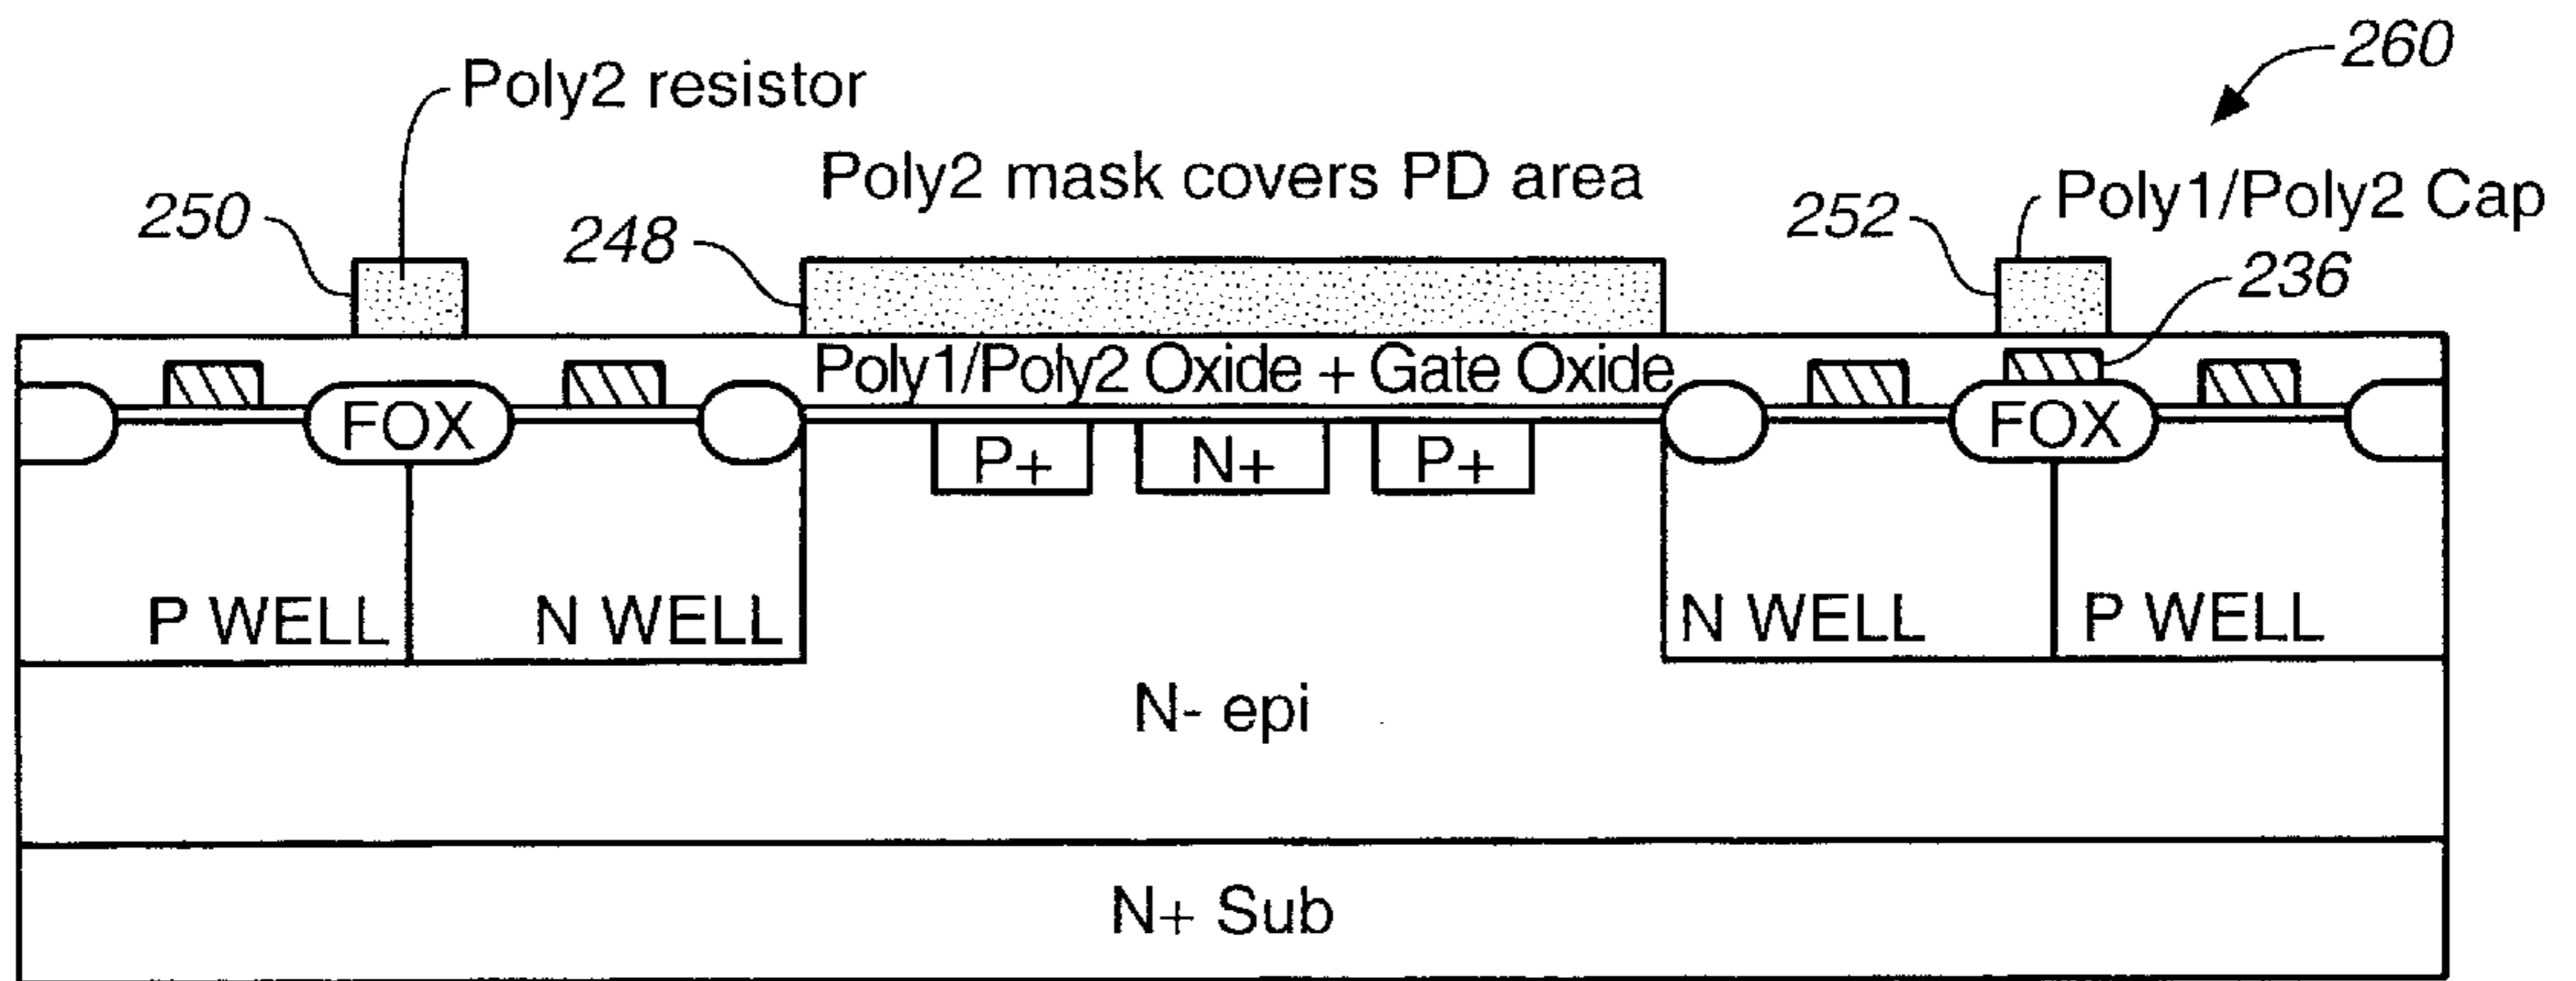 260
Poly2 resistor
Poly2 mask covers PD area
Poly1/Poly2 Cap
250
248
252
236
Poly1/Poly2 Oxide + Gate Oxide
FOX
FOX
P+
N+
P+
P WELL
N WELL
N WELL
P WELL
N- epi
N+ Sub